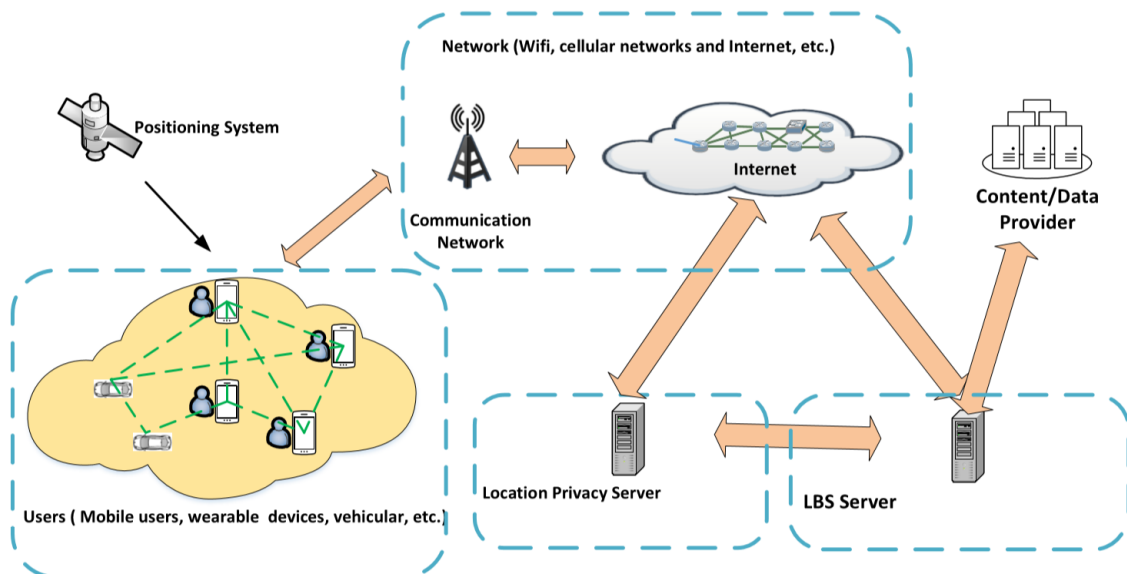 Network (Wifi, cellular networks and Internet, etc.)
Positioning System
Internet
Communication
Network
Content/Data
Provider
Location Privacy Server
LBS Server
Users ( Mobile users, wearable devices, vehicular, etc.)